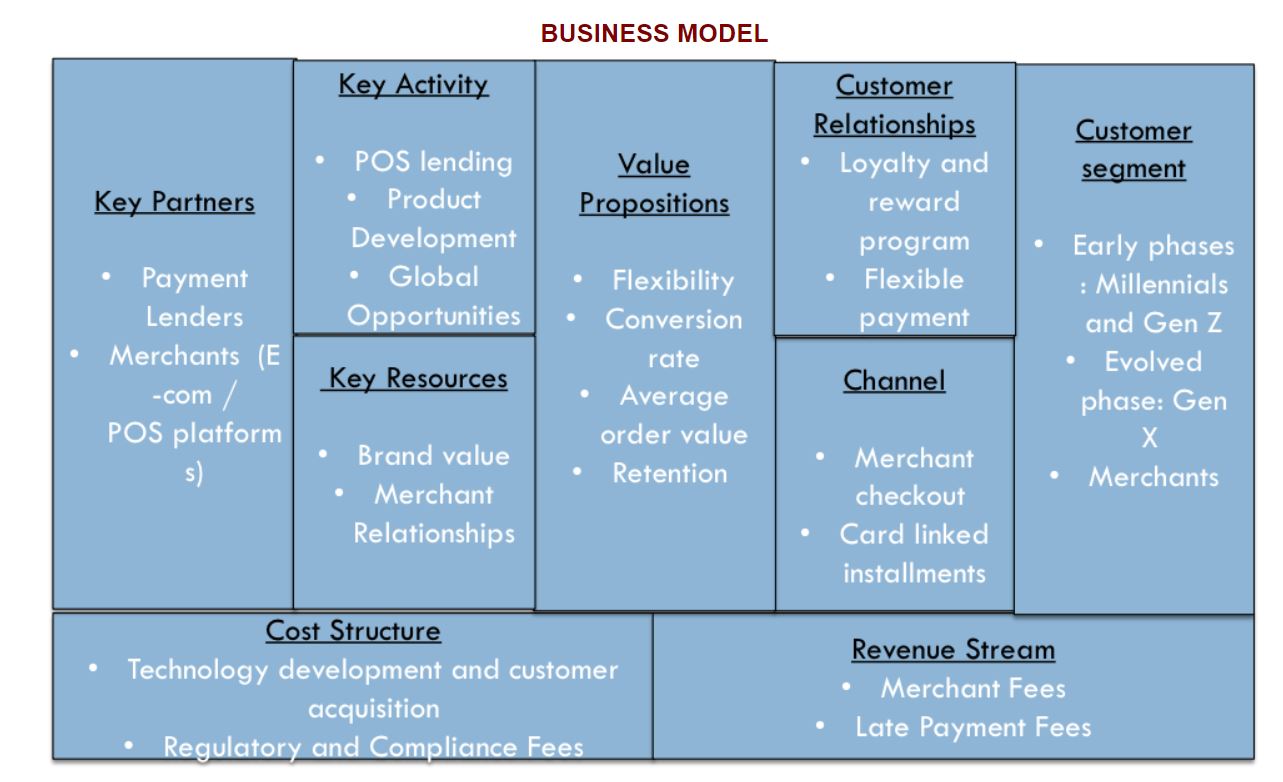 BUSINESS MODEL
Key Partners
• Payment
Lenders
• Merchants (E
-com /
POS platform
s)
Key Activity
• POS lending
• Product
Development
• Global
Opportunities
Key Resources
• Brand value
• Merchant
Relationships
Value
Propositions
• Flexibility
• Conversion
rate
• Average
order value
• Retention
Customer
Relationships
• Loyalty and
reward
program
• Flexible
payment
Channel
• Merchant
checkout
• Card linked
installments
Customer
segment
• Early phases
: Millennials
and Gen Z
• Evolved
phase: Gen
X
• Merchants
Cost Structure
• Technology development and customer
acquisition
• Regulatory and Compliance Fees
Revenue Stream
• Merchant Fees
• Late Payment Fees